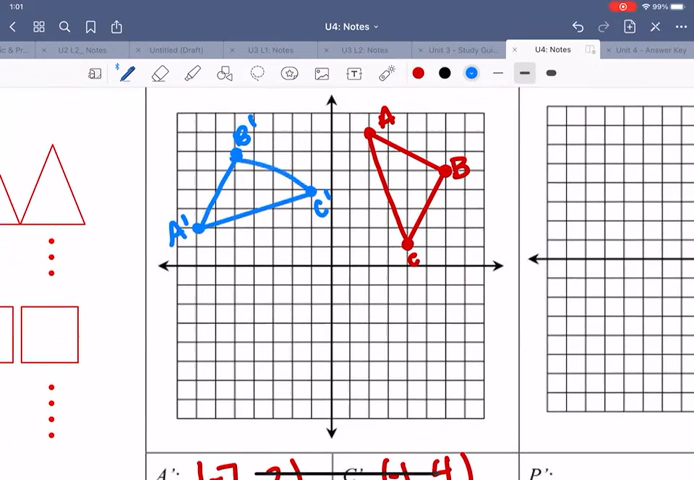 1:01
99%
U4: Notes
U2 L2_ Notes
Untitled (Draft)
U3 L1: Notes
U3 L2: Notes
Unit 3 - Study Gui...
U4: Notes
Unit 4 - Answer Key
A
B'
B
C'
A'
C
A':
C':
P':